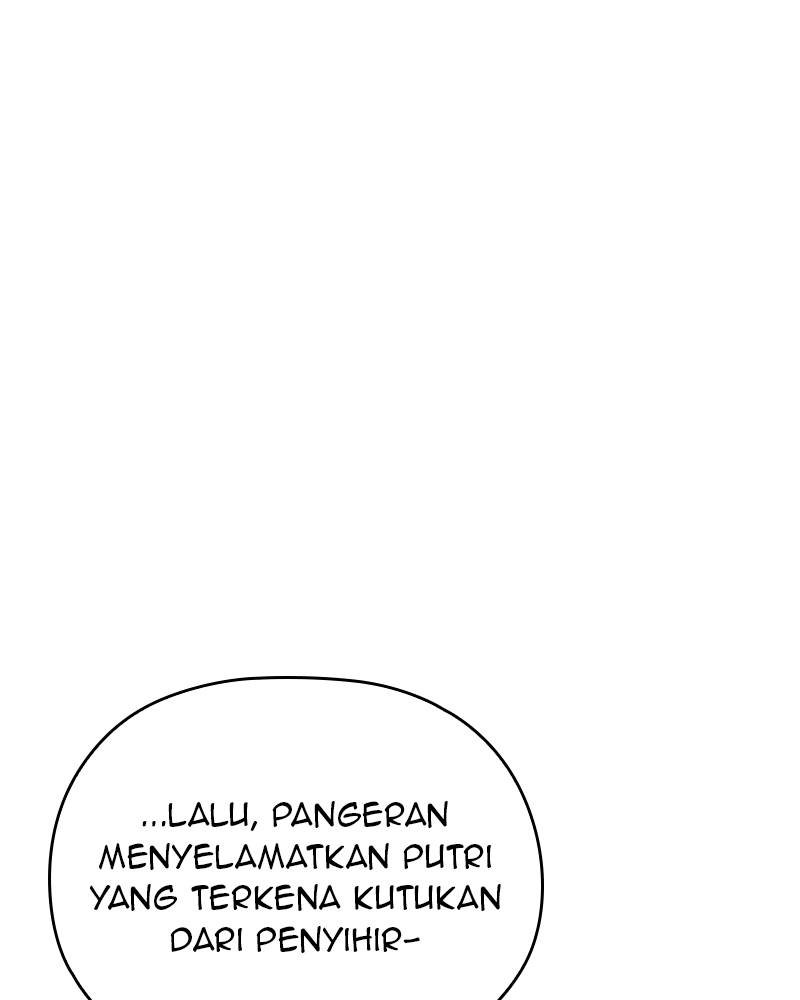 ...LALU, PANGERAN
MENYELAMATKAN PUTRI
YANG TERKENA KUTUKAN
DARI PENYIHIR-